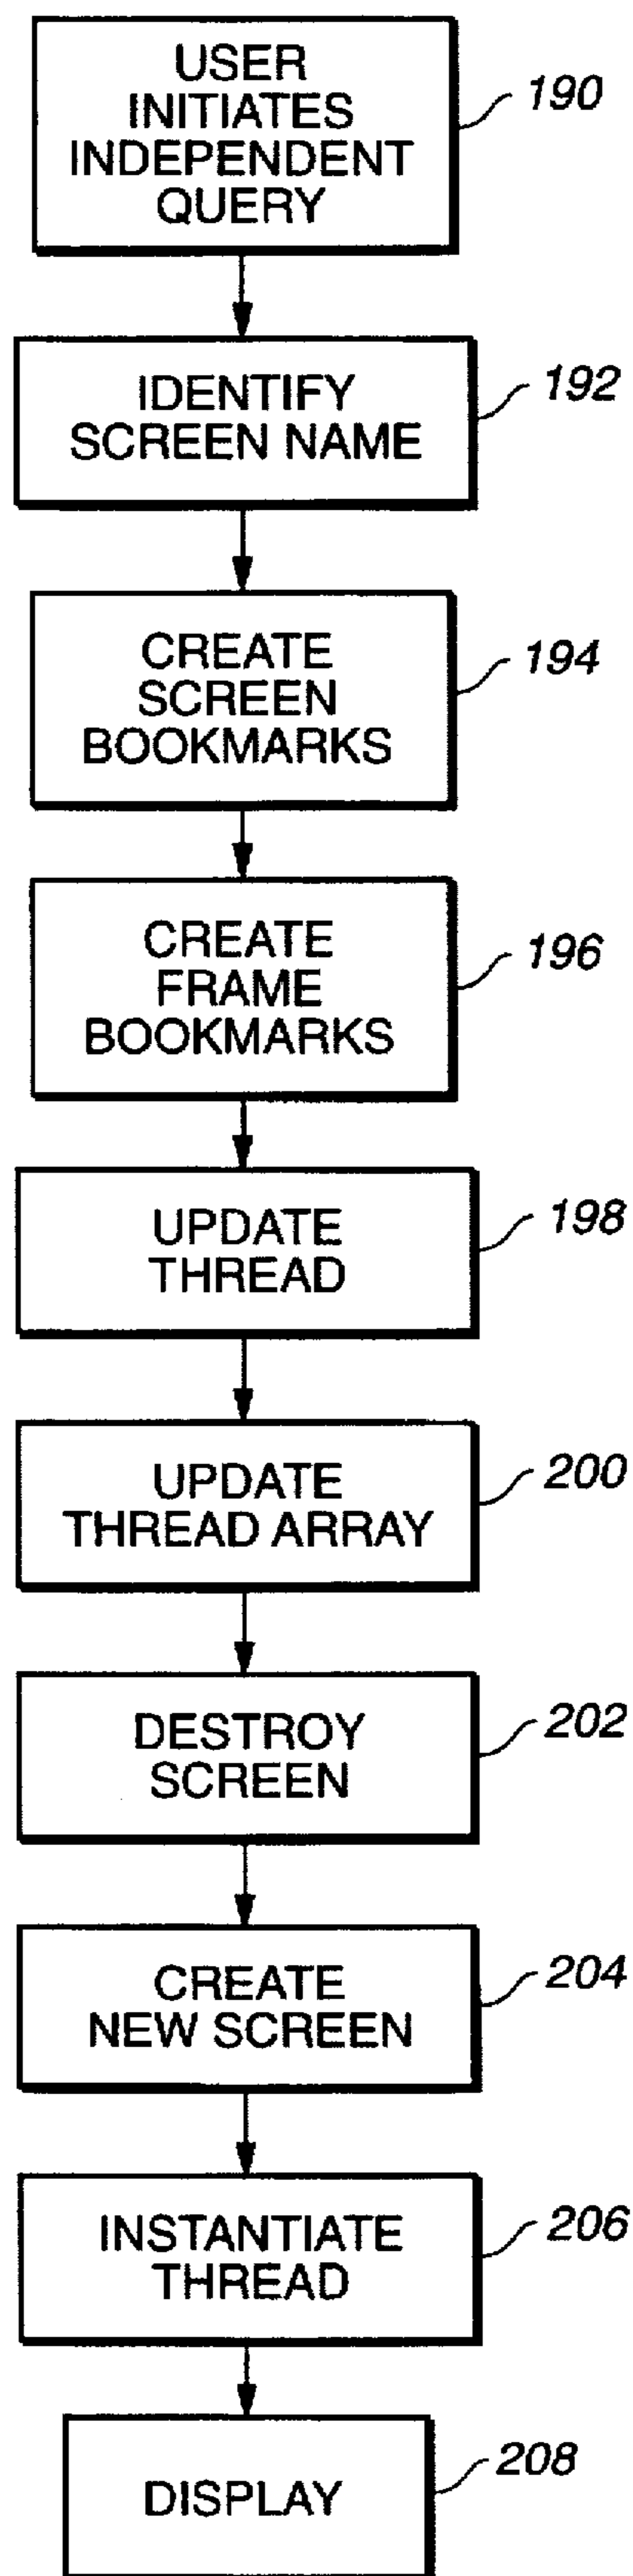 USER
INITIATES
INDEPENDENT
QUERY
190
IDENTIFY
SCREEN NAME
192
CREATE
SCREEN
BOOKMARKS
194
CREATE
FRAME
BOOKMARKS
196
UPDATE
THREAD
198
UPDATE
THREAD ARRAY
200
DESTROY
SCREEN
202
CREATE
NEW SCREEN
204
INSTANTIATE
THREAD
206
DISPLAY
208